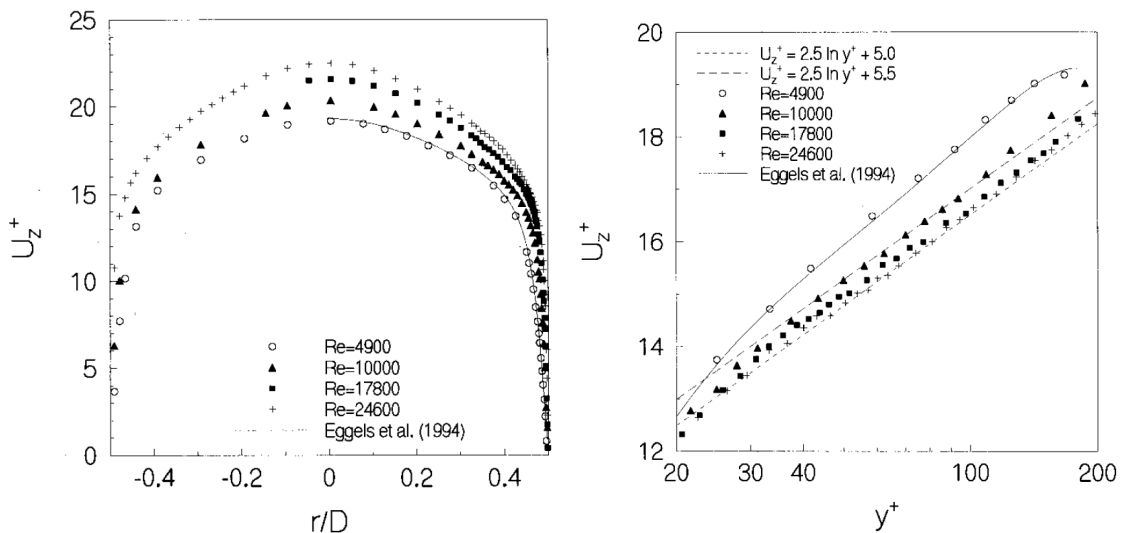 25
20
15
10
5
0
U_z^+
Re=4900
Re=10000
Re=17800
Re=24600
Eggels et al. (1994)
-0.4 -0.2 0 0.2 0.4
r/D
20
18
16
14
12
U_z^+
U_z^+ = 2.5 ln y^+ + 5.0
U_z^+ = 2.5 ln y^+ + 5.5
Re=4900
Re=10000
Re=17800
Re=24600
Eggels et al. (1994)
20 30 40 100 200
y^+